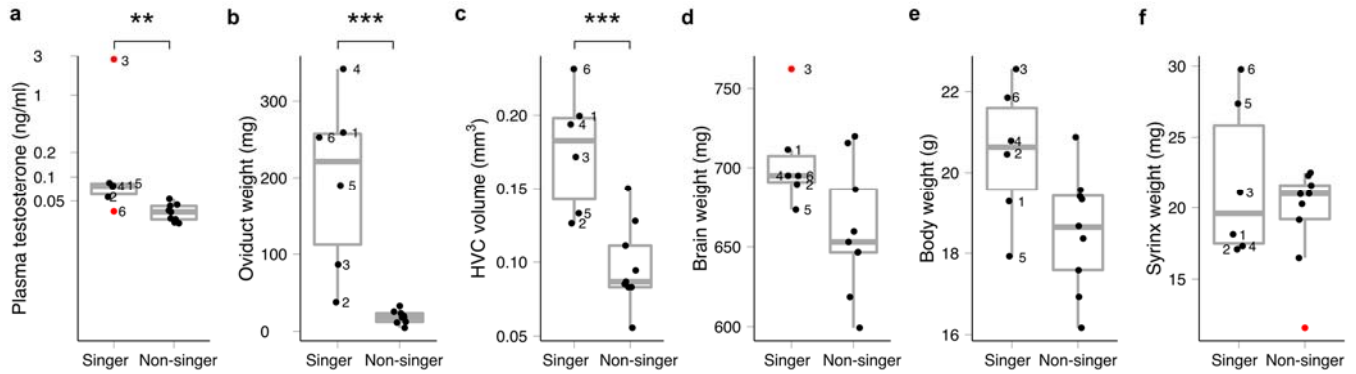 a
**
Plasma testosterone (ng/ml)
3
1
0.2
0.1
0.05
3
4 1 5
2
6
Singer
Non-singer
b
***
Oviduct weight (mg)
300
200
100
0
4
6
1
5
3
2
Singer
Non-singer
c
***
HVC volume (mm³)
0.20
0.15
0.10
0.05
6
1
4
3
5
2
Singer
Non-singer
d
Brain weight (mg)
750
700
650
600
3
1
4
6
2
5
Singer
Non-singer
e
Body weight (g)
22
20
18
16
3
6
4
2
1
5
Singer
Non-singer
f
Syrinx weight (mg)
30
25
20
15
6
5
3
1
2
4
Singer
Non-singer